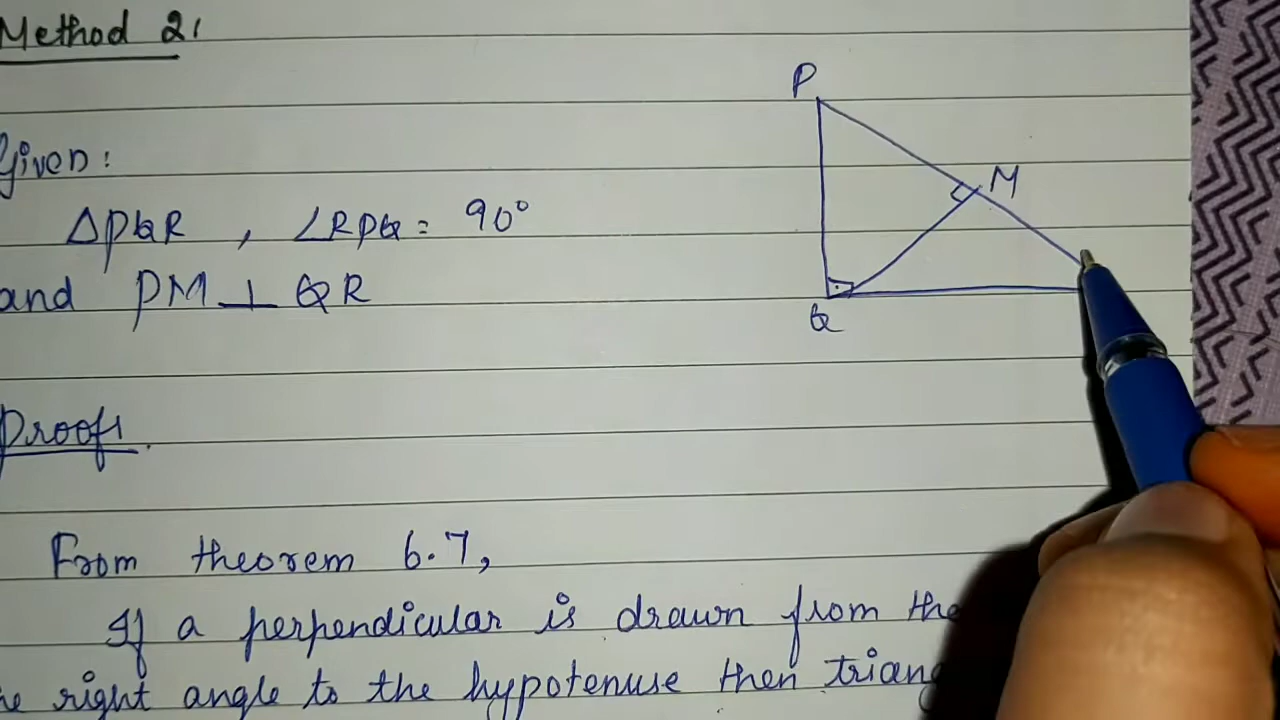 Method 2:
P
M
Given:
ΔPQR , ∠RPQ = 90°
and PM ⊥ QR
Q
Proof:
From theorem 6.7,
If a perpendicular is drawn from the
right angle to the hypotenuse then